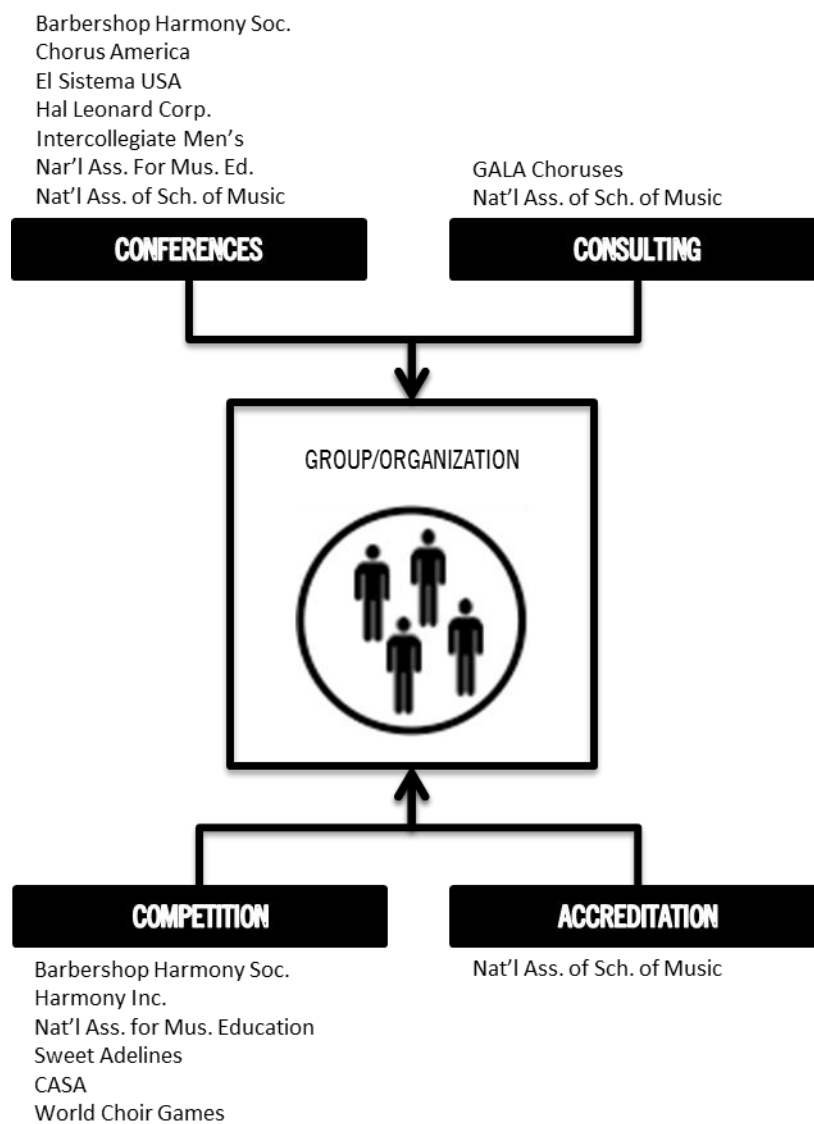 Barbershop Harmony Soc.
Chorus America
El Sistema USA
Hal Leonard Corp.
Intercollegiate Men's
Nar'l Ass. For Mus. Ed.
Nat'l Ass. of Sch. of Music
CONFERENCES
GALA Choruses
Nat'l Ass. of Sch. of Music
CONSULTING
GROUP/ORGANIZATION
COMPETITION
Barbershop Harmony Soc.
Harmony Inc.
Nat'l Ass. for Mus. Education
Sweet Adelines
CASA
World Choir Games
ACCREDITATION
Nat'l Ass. of Sch. of Music